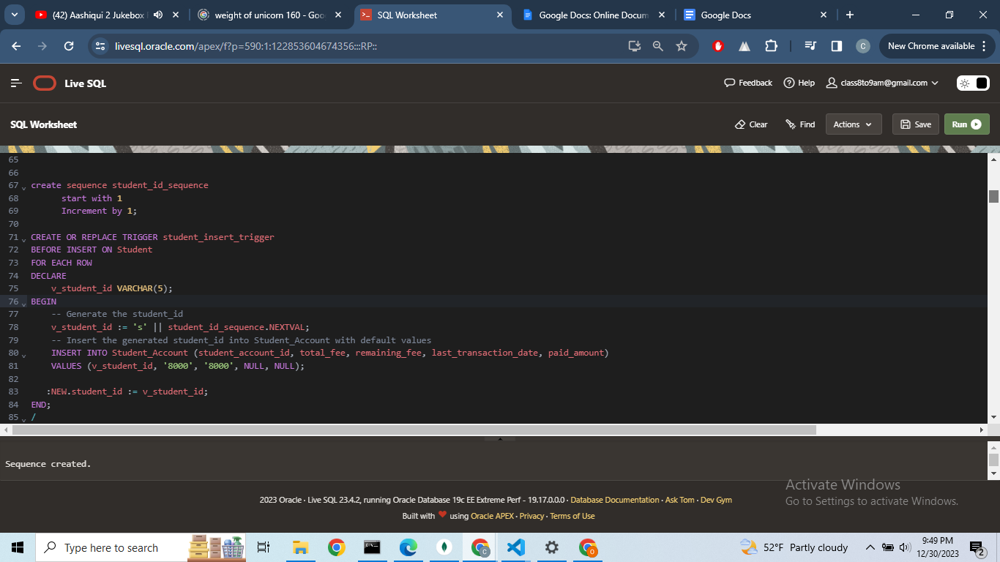 (42) Aashiqui 2 Jukebox
weight of unicorn 160 - Goo
SQL Worksheet
Google Docs: Online Docum
Google Docs
livesql.oracle.com/apex/f?p=590:1:122853604674356:::RP::
C
New Chrome available
Live SQL
Feedback
Help
class8to9am@gmail.com
SQL Worksheet
Clear
Find
Actions
Save
Run
65
66
67 create sequence student_id_sequence
68 start with 1
69 Increment by 1;
70
71 CREATE OR REPLACE TRIGGER student_insert_trigger
72 BEFORE INSERT ON Student
73 FOR EACH ROW
74 DECLARE
75 v_student_id VARCHAR(5);
76 BEGIN
77 -- Generate the student_id
78 v_student_id := 's' || student_id_sequence.NEXTVAL;
79 -- Insert the generated student_id into Student_Account with default values
80 INSERT INTO Student_Account (student_account_id, total_fee, remaining_fee, last_transaction_date, paid_amount)
81 VALUES (v_student_id, '8000', '8000', NULL, NULL);
82
83 :NEW.student_id := v_student_id;
84 END;
85 /
Sequence created.
Activate Windows
Go to Settings to activate Windows.
2023 Oracle · Live SQL 23.4.2, running Oracle Database 19c EE Extreme Perf - 19.17.0.0.0 · Database Documentation · Ask Tom · Dev Gym
Built with ♥ using Oracle APEX · Privacy · Terms of Use
Type here to search
52°F Partly cloudy
9:49 PM
12/30/2023
2